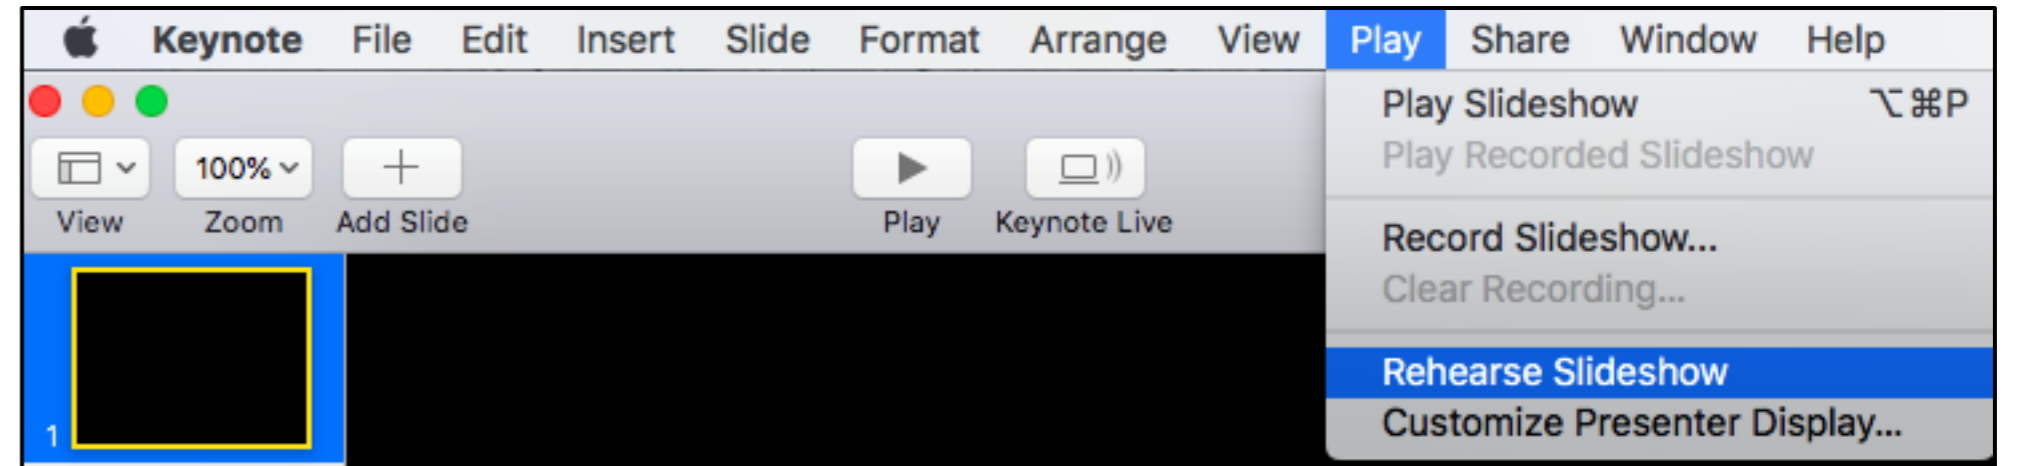 Keynote File Edit Insert Slide Format Arrange View Play Share Window Help
100%
View Zoom Add Slide Play Keynote Live
1
Play Slideshow ⌥⌘P
Play Recorded Slideshow
Record Slideshow...
Clear Recording...
Rehearse Slideshow
Customize Presenter Display...